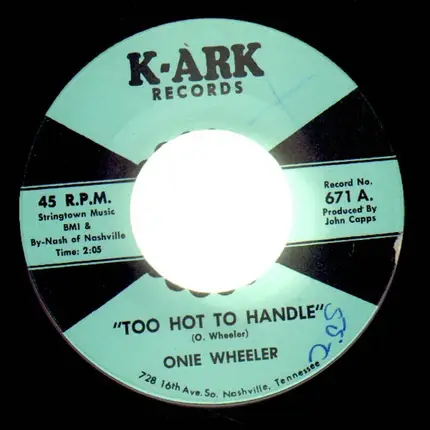 K-ARK
RECORDS
45 R.P.M.
Stringtown Music
BMI &
By-Nash of Nashville
Time: 2:05
Record No.
671 A.
Produced By
John Capps
"TOO HOT TO HANDLE"
(O. Wheeler)
ONIE WHEELER
728 16th Ave. So. Nashville, Tennessee